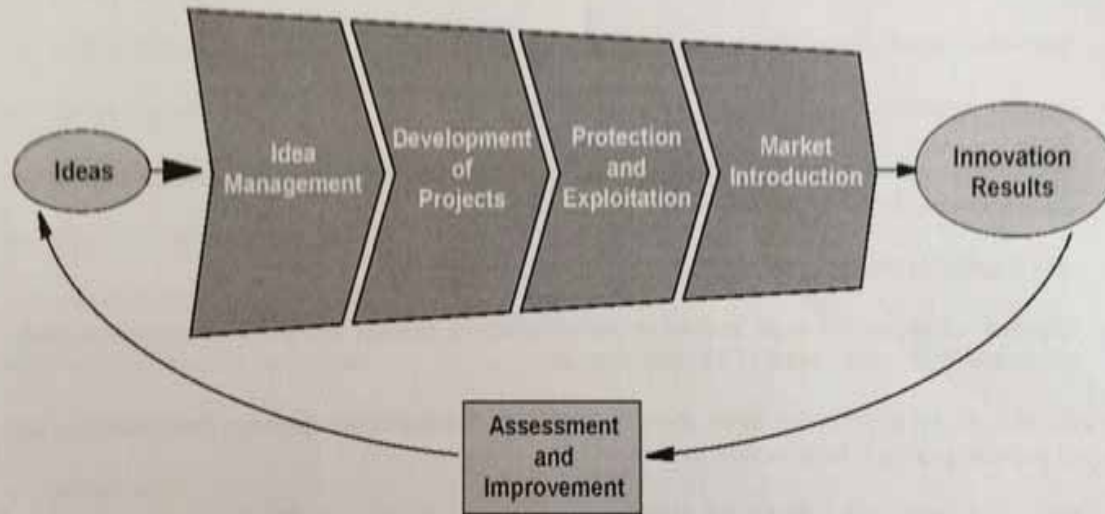 Ideas
Idea
Management
Development
of
Projects
Protection
and
Exploitation
Market
Introduction
Innovation
Results
Assessment
and
Improvement